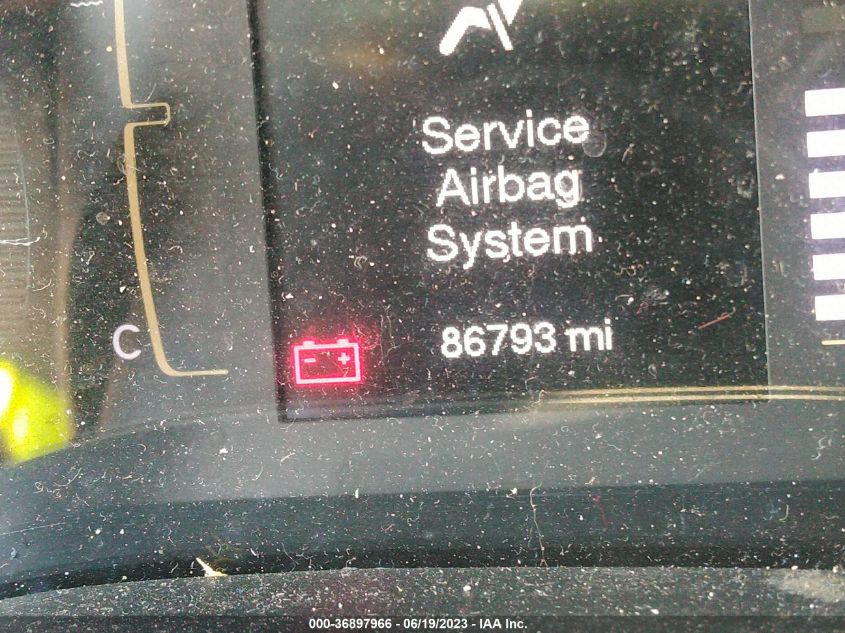 Service
Airbag
System
86793 mi
C
000-36897966 - 06/19/2023 - IAA Inc.